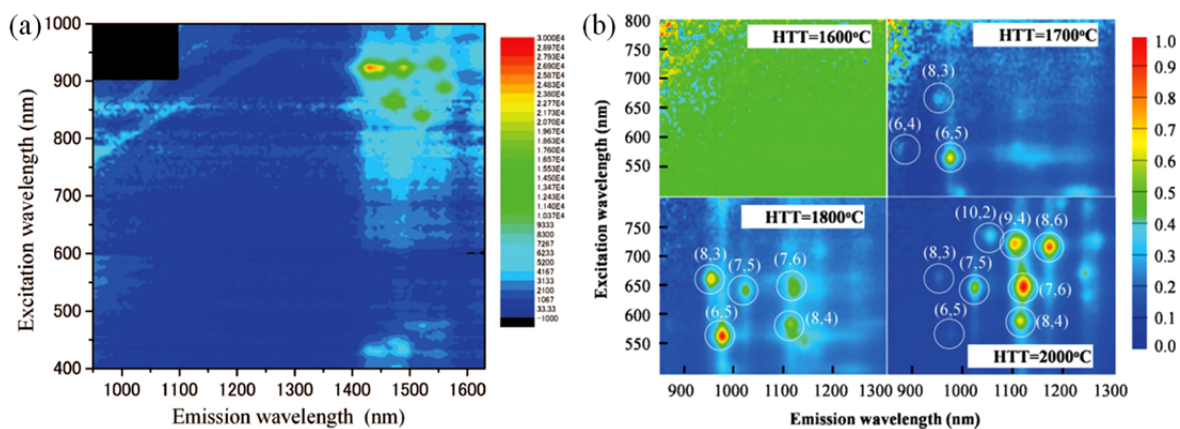 (a)
1000
900
800
700
600
500
400
Excitation wavelength (nm)
1000 1100 1200 1300 1400 1500 1600
Emission wavelength (nm)
3.000E4
2.897E4
2.793E4
2.690E4
2.587E4
2.483E4
2.380E4
2.277E4
2.173E4
2.070E4
1.967E4
1.863E4
1.760E4
1.657E4
1.553E4
1.450E4
1.347E4
1.243E4
1.140E4
1.037E4
9333
8300
7267
6233
5200
4167
3133
2100
1067
33.33
-1000
(b)
800
750
700
650
600
550
Excitation wavelength (nm)
HTT=1600°C
HTT=1700°C
(8,3)
(6,4)
(6,5)
750
700
650
600
550
Excitation wavelength (nm)
HTT=1800°C
(8,3)
(7,5)
(7,6)
(6,5)
(8,4)
(10,2)
(9,4)
(8,6)
(8,3)
(7,5)
(7,6)
(6,5)
(8,4)
HTT=2000°C
900 1000 1100 1200 1300 900 1000 1100 1200 1300
Emission wavelength (nm)
1.0
0.9
0.8
0.7
0.6
0.5
0.4
0.3
0.2
0.1
0.0